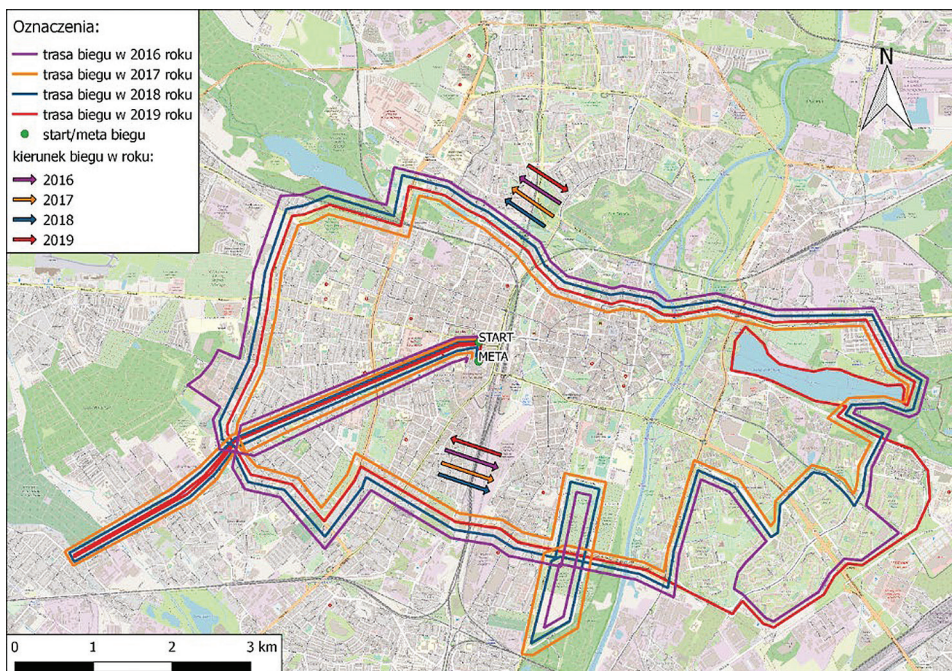 Oznaczenia:
trasa biegu w 2016 roku
trasa biegu w 2017 roku
trasa biegu w 2018 roku
trasa biegu w 2019 roku
start/meta biegu
kierunek biegu w roku:
2016
2017
2018
2019
N
START
META
0 1 2 3 km